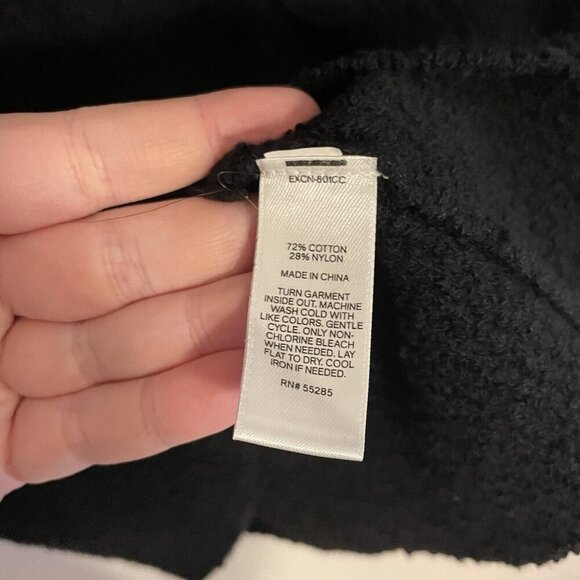 EXCN-801CC
72% COTTON
28% NYLON
MADE IN CHINA
TURN GARMENT
INSIDE OUT. MACHINE
WASH COLD WITH
LIKE COLORS. GENTLE
CYCLE. ONLY NON-
CHLORINE BLEACH
WHEN NEEDED. LAY
FLAT TO DRY. COOL
IRON IF NEEDED.
RN# 55285